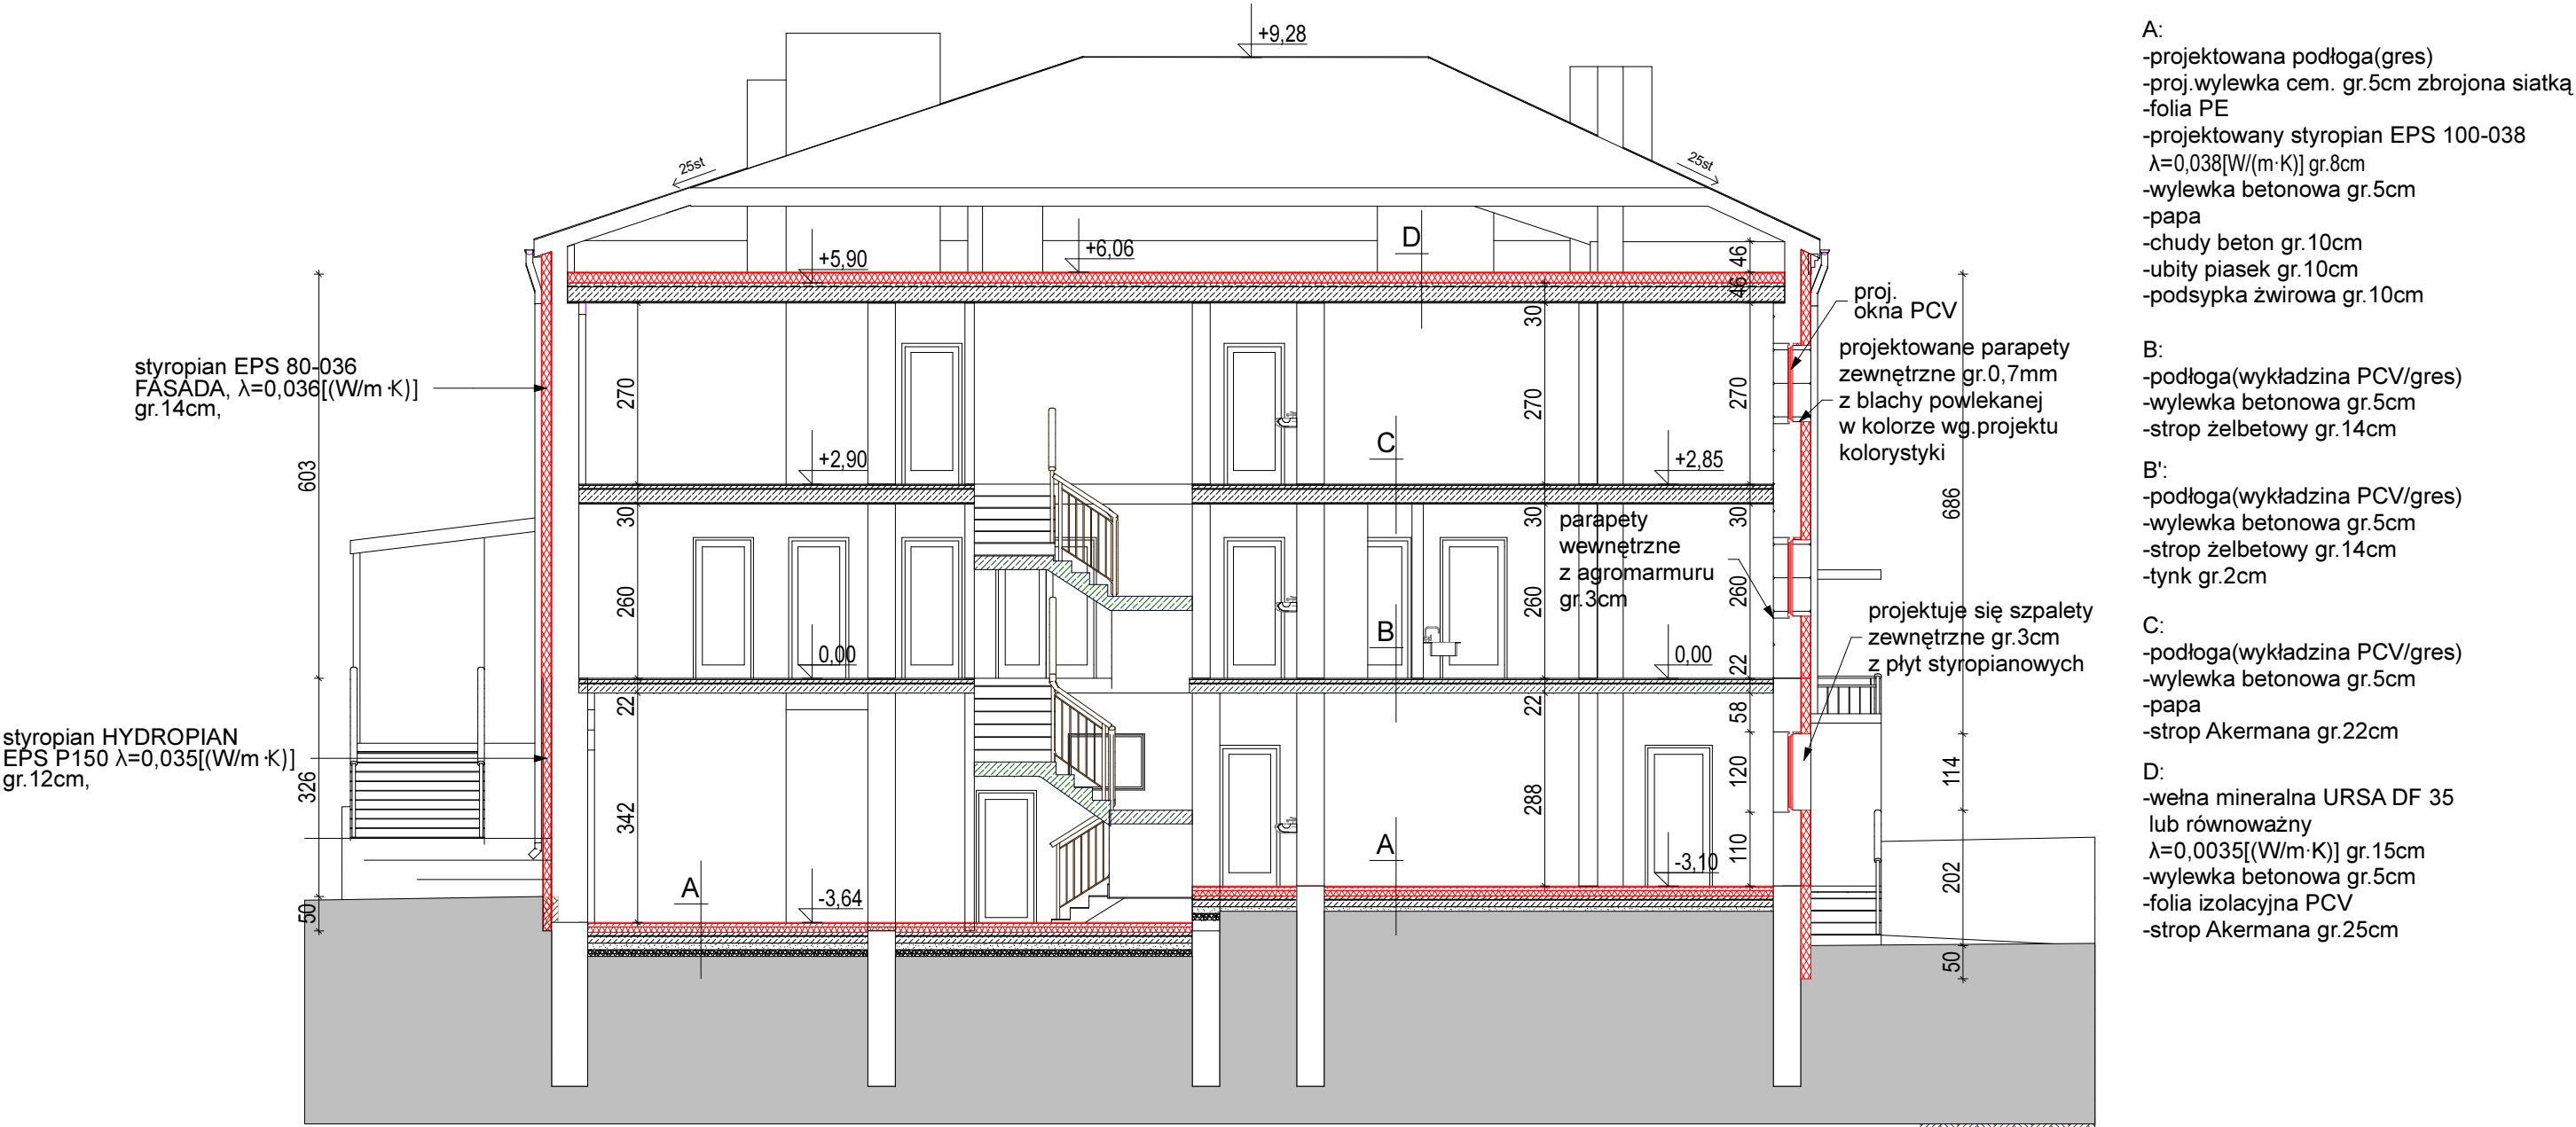 +9,28
25st
25st
+5,90
+6,06
D
46
46
30
30
270
270
270
+2,90
C
+2,85
603
686
30
30
30
260
260
260
0,00
B
0,00
22
22
22
58
326
342
288
120
110
114
202
50
50
A
-3,64
A
-3,10
styropian EPS 80-036
FASADA, λ=0,036[(W/m·K)]
gr.14cm,
styropian HYDROPIAN
EPS P150 λ=0,035[(W/m·K)]
gr.12cm,
proj.
okna PCV
projektowane parapety
zewnętrzne gr.0,7mm
z blachy powlekanej
w kolorze wg.projektu
kolorystyki
parapety
wewnętrzne
z agromarmuru
gr.3cm
projektuje się szpalety
zewnętrzne gr.3cm
z płyt styropianowych
A:
-projektowana podłoga(gres)
-proj.wylewka cem. gr.5cm zbrojona siatką
-folia PE
-projektowany styropian EPS 100-038
λ=0,038[W/(m·K)] gr.8cm
-wylewka betonowa gr.5cm
-papa
-chudy beton gr.10cm
-ubity piasek gr.10cm
-podsypka żwirowa gr.10cm
B:
-podłoga(wykładzina PCV/gres)
-wylewka betonowa gr.5cm
-strop żelbetowy gr.14cm
B':
-podłoga(wykładzina PCV/gres)
-wylewka betonowa gr.5cm
-strop żelbetowy gr.14cm
-tynk gr.2cm
C:
-podłoga(wykładzina PCV/gres)
-wylewka betonowa gr.5cm
-papa
-strop Akermana gr.22cm
D:
-wełna mineralna URSA DF 35
lub równoważny
λ=0,0035[(W/m·K)] gr.15cm
-wylewka betonowa gr.5cm
-folia izolacyjna PCV
-strop Akermana gr.25cm